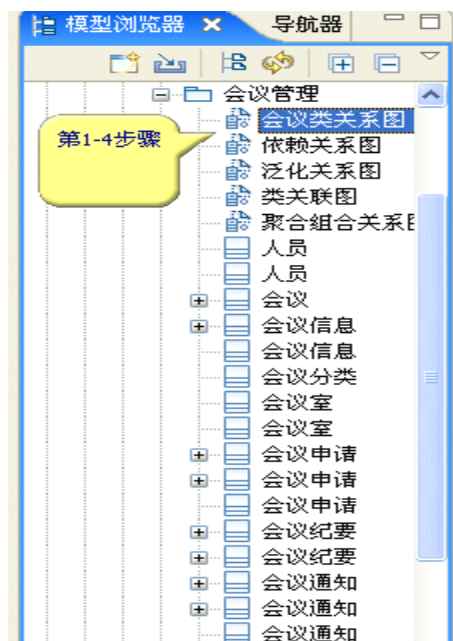 模型浏览器
导航器
会议管理
会议类关系图
第1-4步骤
依赖关系图
泛化关系图
类关联图
聚合组合关系图
人员
人员
会议
会议信息
会议信息
会议分类
会议室
会议室
会议申请
会议申请
会议申请
会议纪要
会议纪要
会议通知
会议通知
会议通知